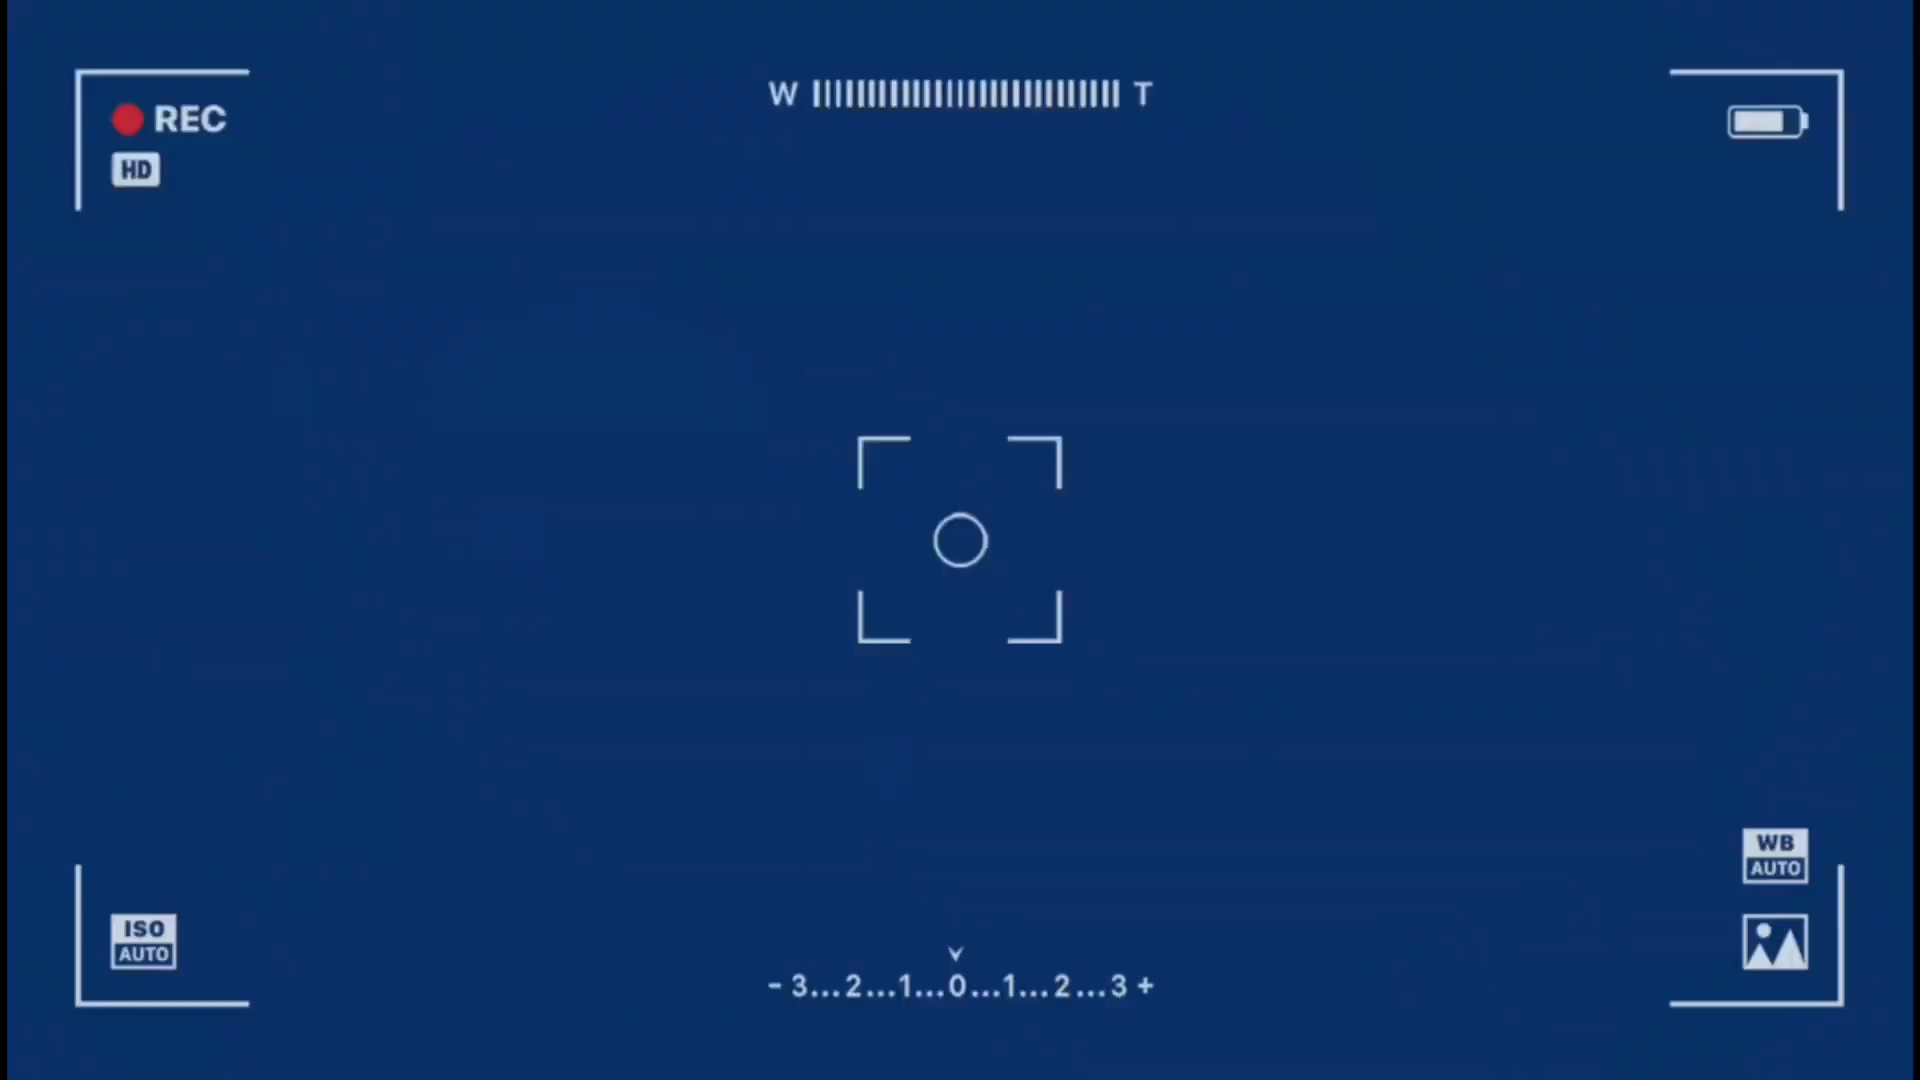 W T
REC
HD
WB
AUTO
ISO
AUTO
- 3...2...1...0...1...2...3 +